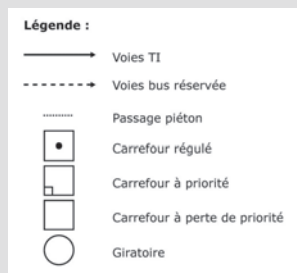 Légende :
Voies TI
Voies bus réservée
Passage piéton
Carrefour régulé
Carrefour à priorité
Carrefour à perte de priorité
Giratoire